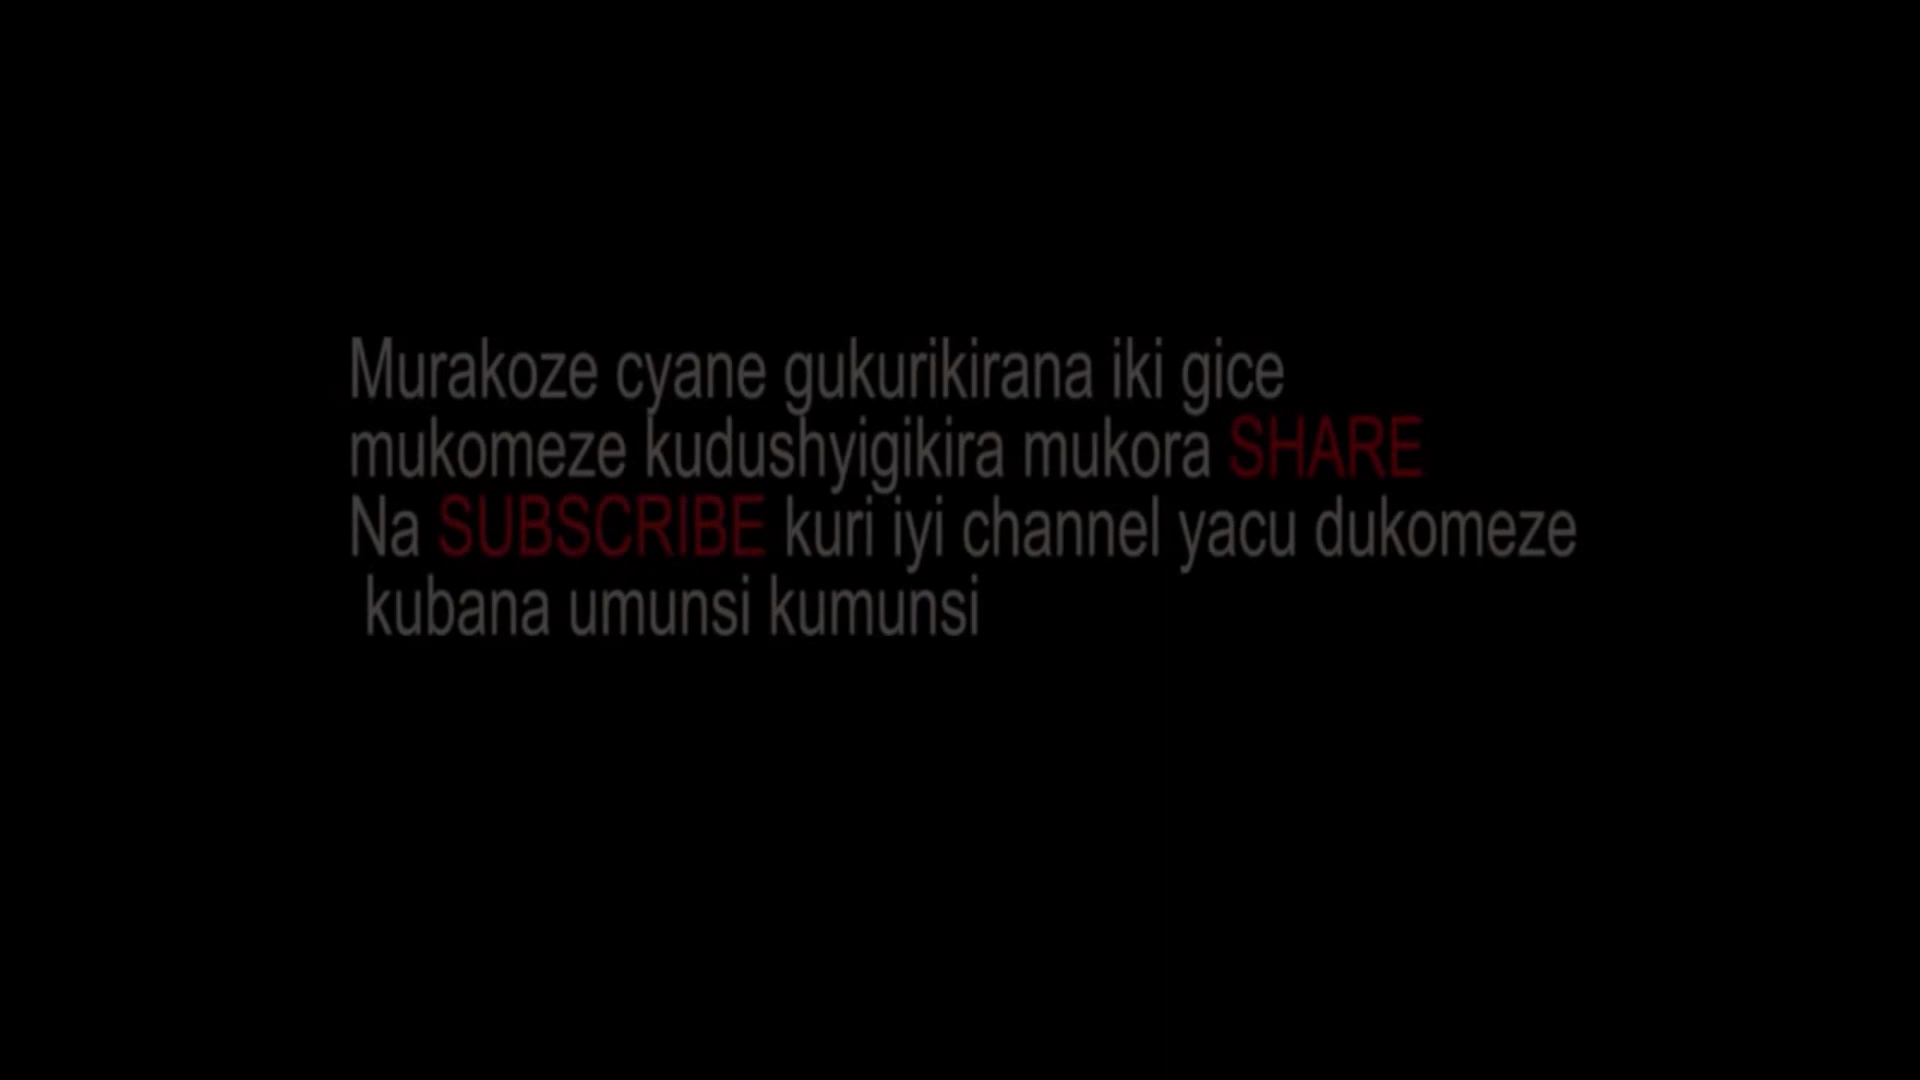 Murakoze cyane gukurikirana iki gice
mukomeze kudushyigikira mukora SHARE
Na SUBSCRIBE kuri iyi channel yacu dukomeze
kubana umunsi kumunsi